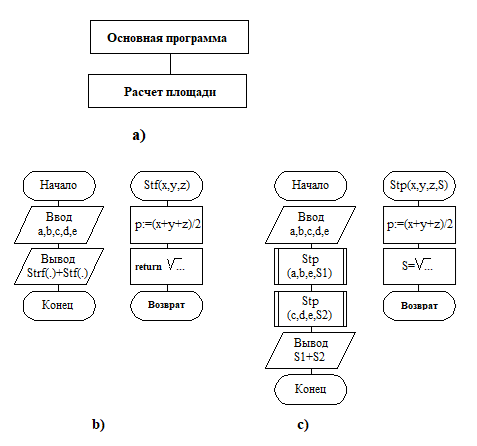 Основная программа
Расчет площади
a)
Начало
Ввод
a,b,c,d,e
Вывод
Strf(.)+Stf(.)
Конец
Stf(x,y,z)
p:=(x+y+z)/2
return √...
Возврат
b)
Начало
Ввод
a,b,c,d,e
Stp
(a,b,e,S1)
Stp
(c,d,e,S2)
Вывод
S1+S2
Конец
Stp(x,y,z,S)
p:=(x+y+z)/2
S=√...
Возврат
c)